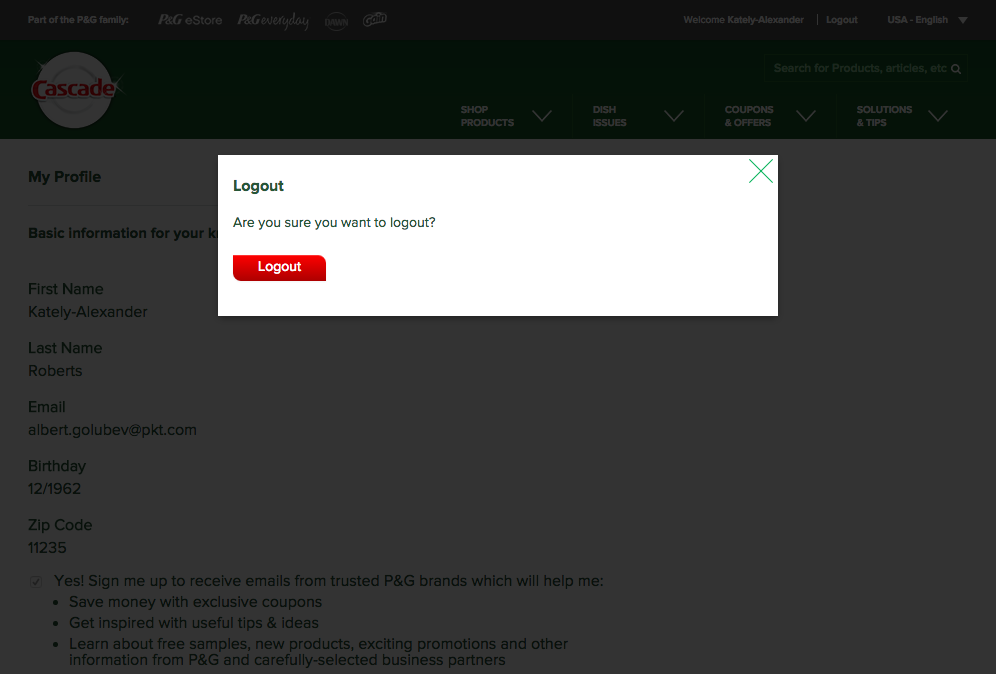 Part of the P&G family:
P&G eStore
P&G everyday
DAWN
Gain
Welcome Kately-Alexander
Logout
USA - English
Cascade
Search for Products, articles, etc
SHOP
PRODUCTS
DISH
ISSUES
COUPONS
& OFFERS
SOLUTIONS
& TIPS
Logout
Are you sure you want to logout?
Logout
My Profile
Basic information for your
First Name
Kately-Alexander
Last Name
Roberts
Email
albert.golubev@pkt.com
Birthday
12/1962
Zip Code
11235
Yes! Sign me up to receive emails from trusted P&G brands which will help me:
• Save money with exclusive coupons
• Get inspired with useful tips & ideas
• Learn about free samples, new products, exciting promotions and other
information from P&G and carefully-selected business partners